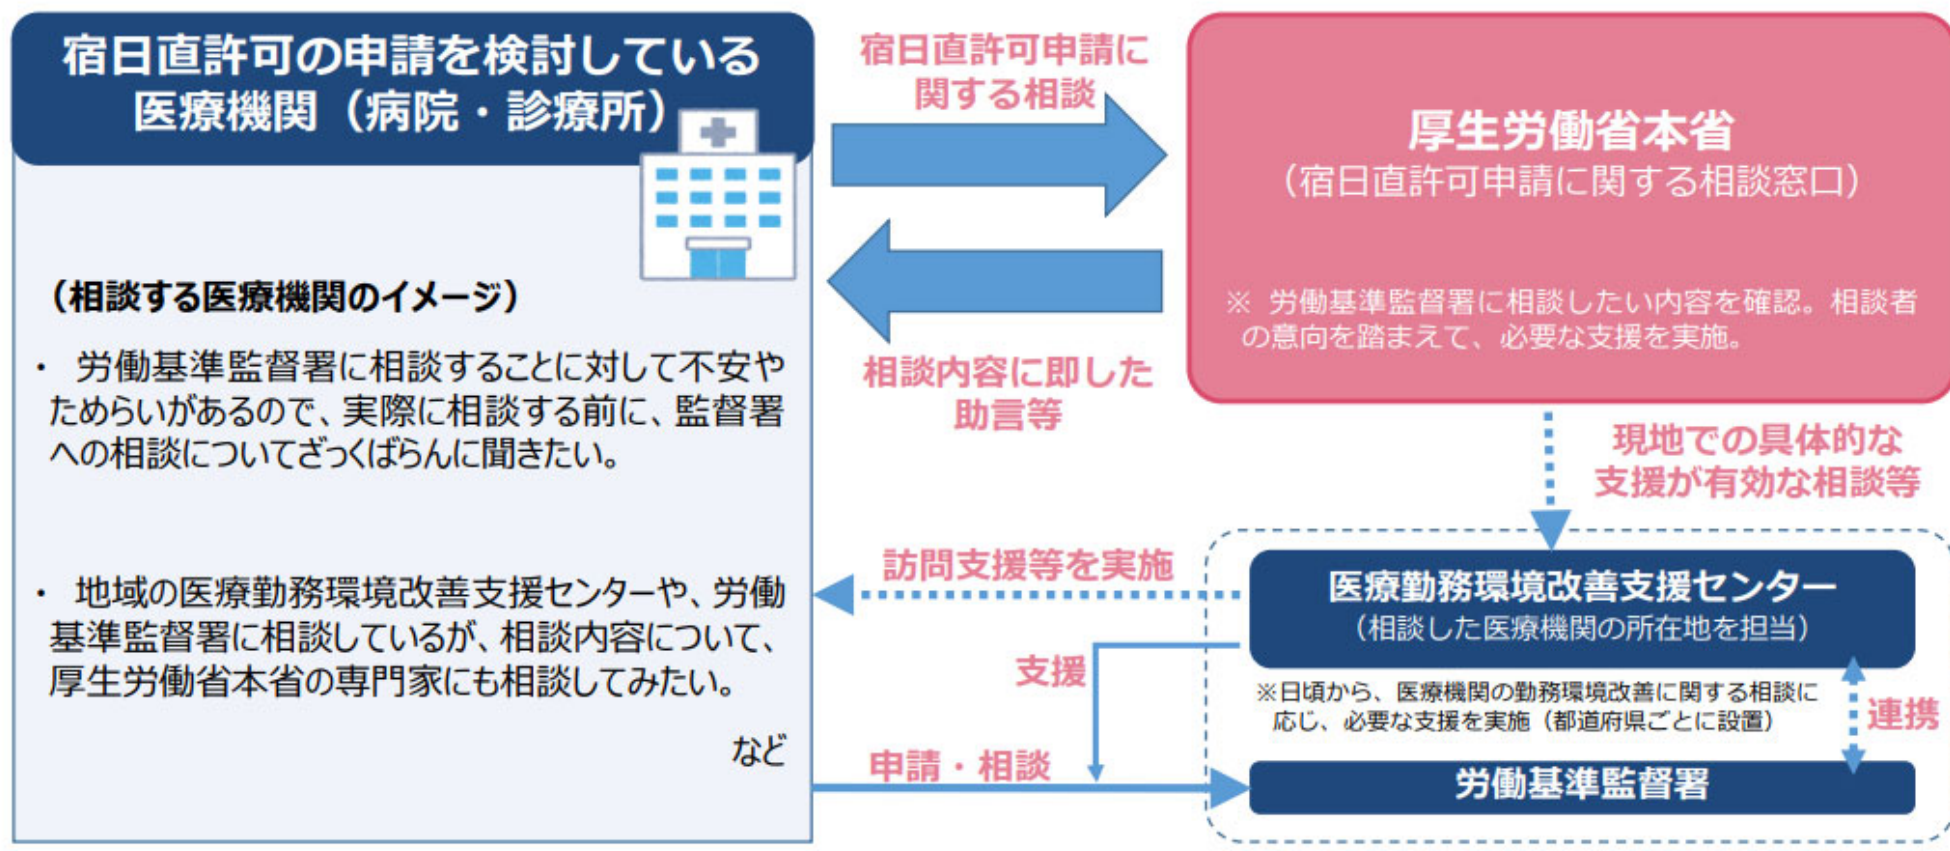 宿日直許可の申請を検討している
医療機関（病院・診療所）
（相談する医療機関のイメージ）
・ 労働基準監督署に相談することに対して不安や
ためらいがあるので、実際に相談する前に、監督署
への相談についてざっくばらんに聞きたい。
・ 地域の医療勤務環境改善支援センターや、労働
基準監督署に相談しているが、相談内容について、
厚生労働省本省の専門家にも相談してみたい。
など
宿日直許可申請に
関する相談
相談内容に即した
助言等
厚生労働省本省
（宿日直許可申請に関する相談窓口）
※ 労働基準監督署に相談したい内容を確認。相談者
の意向を踏まえて、必要な支援を実施。
現地での具体的な
支援が有効な相談等
訪問支援等を実施
医療勤務環境改善支援センター
（相談した医療機関の所在地を担当）
支援
※日頃から、医療機関の勤務環境改善に関する相談に
応じ、必要な支援を実施（都道府県ごとに設置）
連携
申請・相談
労働基準監督署